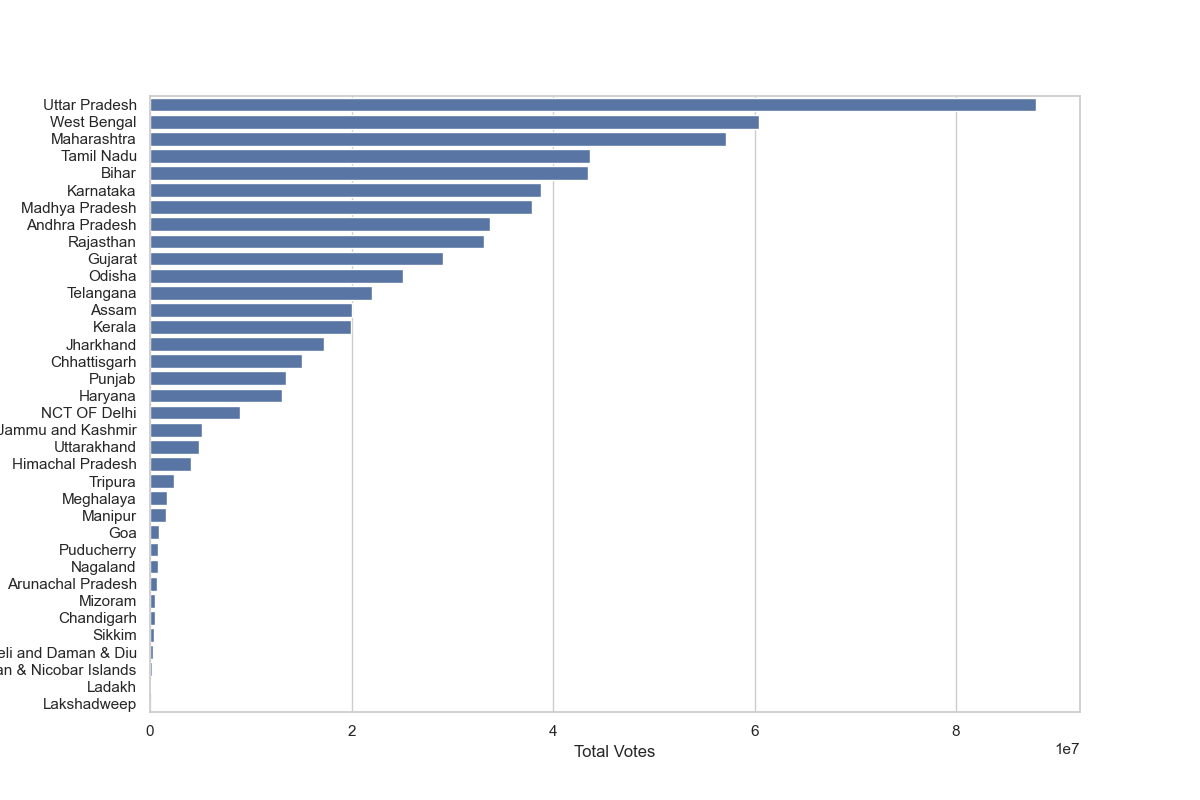 Uttar Pradesh
West Bengal
Maharashtra
Tamil Nadu
Bihar
Karnataka
Madhya Pradesh
Andhra Pradesh
Rajasthan
Gujarat
Odisha
Telangana
Assam
Kerala
Jharkhand
Chhattisgarh
Punjab
Haryana
NCT OF Delhi
Jammu and Kashmir
Uttarakhand
Himachal Pradesh
Tripura
Meghalaya
Manipur
Goa
Puducherry
Nagaland
Arunachal Pradesh
Mizoram
Chandigarh
Sikkim
eli and Daman & Diu
an & Nicobar Islands
Ladakh
Lakshadweep
0 2 4 6 8
1e7
Total Votes